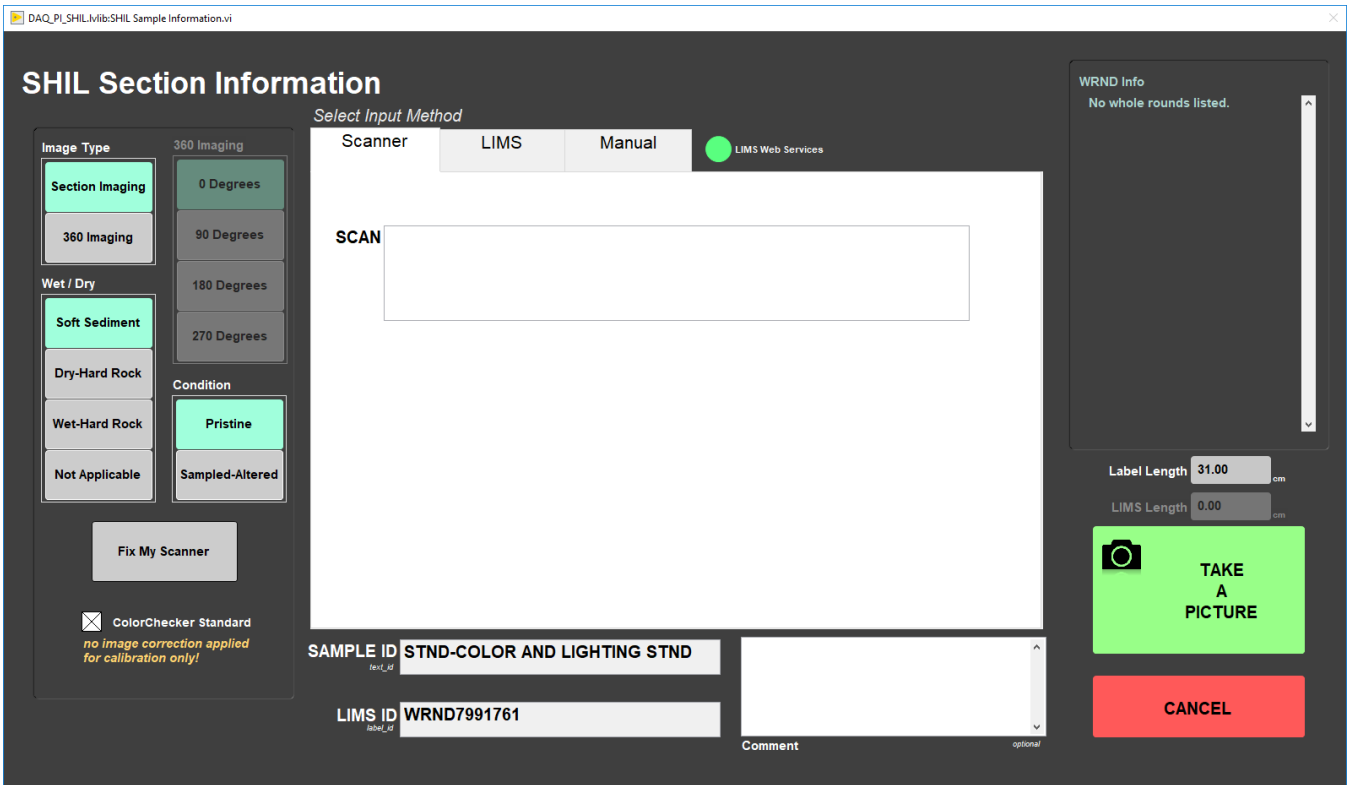 DAQ_PI_SHIL.lvlib:SHIL Sample Information.vi
SHIL Section Information
Select Input Method
Scanner
LIMS
Manual
LIMS Web Services
Image Type
Section Imaging
360 Imaging
360 Imaging
0 Degrees
90 Degrees
180 Degrees
270 Degrees
Wet / Dry
Soft Sediment
Dry-Hard Rock
Wet-Hard Rock
Not Applicable
Condition
Pristine
Sampled-Altered
Fix My Scanner
ColorChecker Standard
no image correction applied
for calibration only!
SCAN
SAMPLE ID STND-COLOR AND LIGHTING STND
text_id
LIMS ID WRND7991761
label_id
Comment
optional
WRND Info
No whole rounds listed.
Label Length 31.00 cm
LIMS Length 0.00 cm
TAKE
A
PICTURE
CANCEL